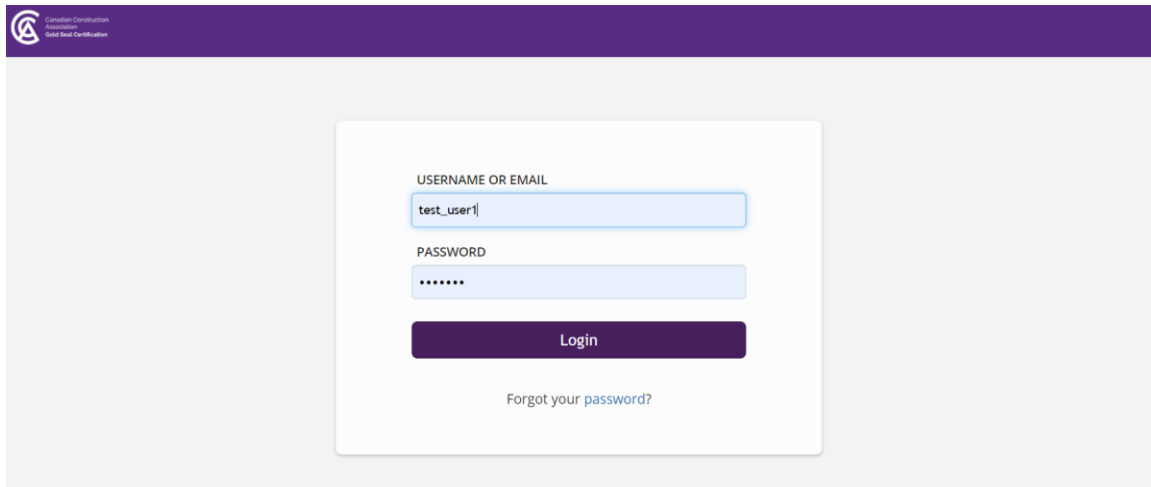 Canadian Construction
Association
Gold Seal Certification
USERNAME OR EMAIL
test_user1
PASSWORD
•••••••
Login
Forgot your password?